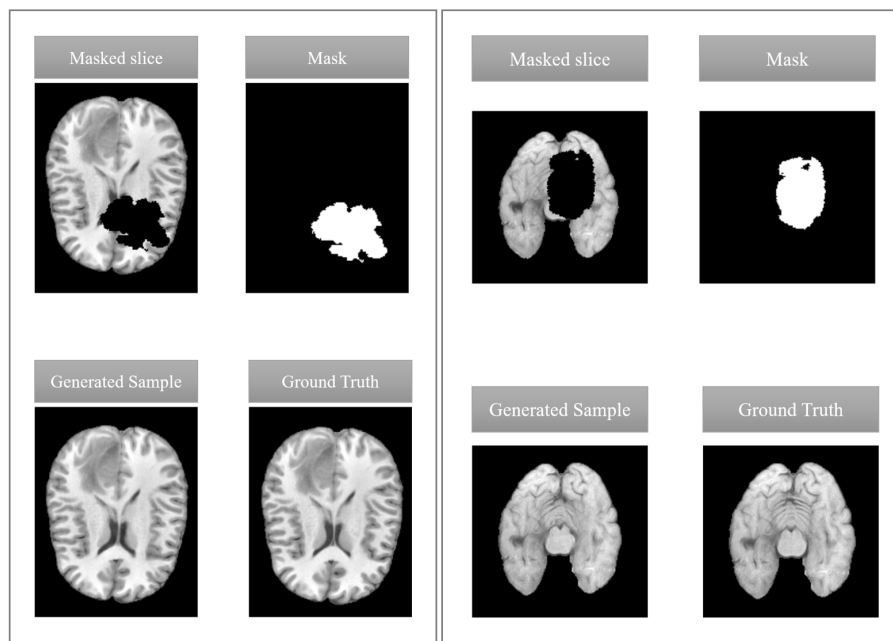 Masked slice
Mask
Generated Sample
Ground Truth
Masked slice
Mask
Generated Sample
Ground Truth